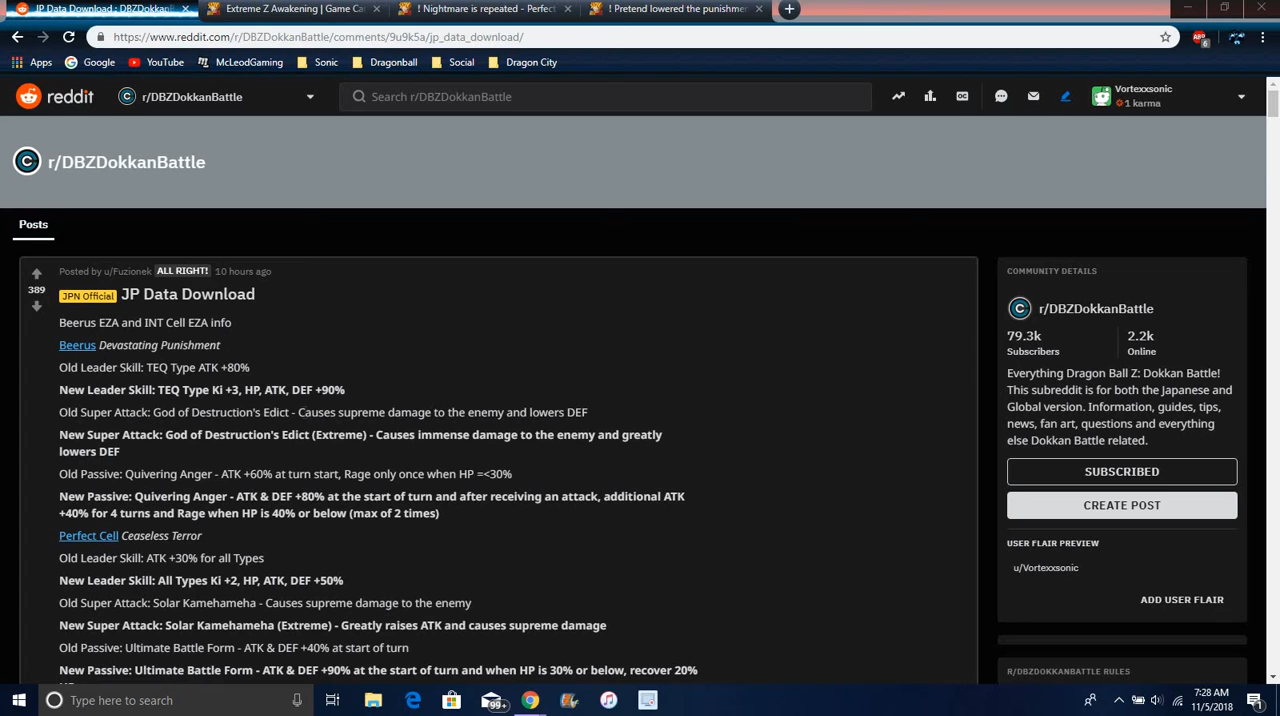 JP Data Download : DBZDokkanB
Extreme Z Awakening | Game Car
! Nightmare is repeated - Perfect
! Pretend lowered the punishmen
https://www.reddit.com/r/DBZDokkanBattle/comments/9u9k5a/jp_data_download/
ABP
6
Apps
Google
YouTube
McLeodGaming
Sonic
Dragonball
Social
Dragon City
reddit
r/DBZDokkanBattle
Search r/DBZDokkanBattle
OC
Vortexxsonic
1 karma
r/DBZDokkanBattle
Posts
389
Posted by u/Fuzionek ALL RIGHT! 10 hours ago
JPN Official JP Data Download
Beerus EZA and INT Cell EZA info
Beerus Devastating Punishment
Old Leader Skill: TEQ Type ATK +80%
New Leader Skill: TEQ Type Ki +3, HP, ATK, DEF +90%
Old Super Attack: God of Destruction's Edict - Causes supreme damage to the enemy and lowers DEF
New Super Attack: God of Destruction's Edict (Extreme) - Causes immense damage to the enemy and greatly
lowers DEF
Old Passive: Quivering Anger - ATK +60% at turn start, Rage only once when HP =<30%
New Passive: Quivering Anger - ATK & DEF +80% at the start of turn and after receiving an attack, additional ATK
+40% for 4 turns and Rage when HP is 40% or below (max of 2 times)
Perfect Cell Ceaseless Terror
Old Leader Skill: ATK +30% for all Types
New Leader Skill: All Types Ki +2, HP, ATK, DEF +50%
Old Super Attack: Solar Kamehameha - Causes supreme damage to the enemy
New Super Attack: Solar Kamehameha (Extreme) - Greatly raises ATK and causes supreme damage
Old Passive: Ultimate Battle Form - ATK & DEF +40% at start of turn
New Passive: Ultimate Battle Form - ATK & DEF +90% at the start of turn and when HP is 30% or below, recover 20%
COMMUNITY DETAILS
r/DBZDokkanBattle
79.3k
Subscribers
2.2k
Online
Everything Dragon Ball Z: Dokkan Battle!
This subreddit is for both the Japanese and
Global version. Information, guides, tips,
news, fan art, questions and everything
else Dokkan Battle related.
SUBSCRIBED
CREATE POST
USER FLAIR PREVIEW
u/Vortexxsonic
ADD USER FLAIR
R/DBZDOKKANBATTLE RULES
Type here to search
99+
7:28 AM
11/5/2018
1